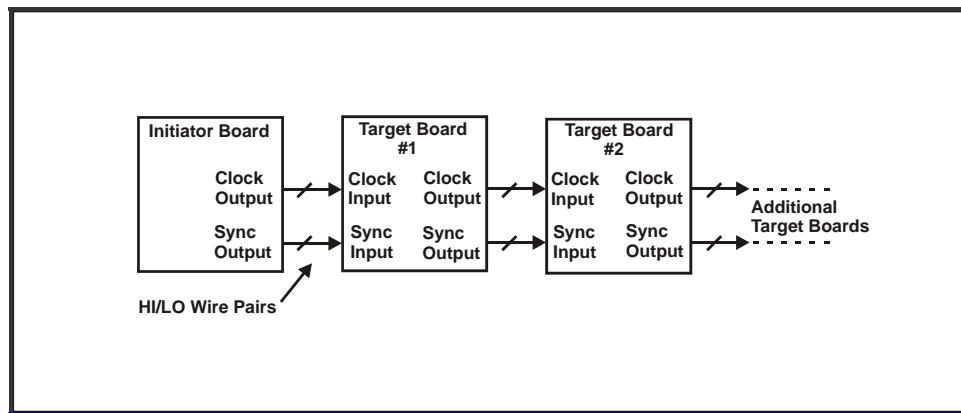 Initiator Board
Clock
Output
Sync
Output
Target Board
#1
Clock
Input
Clock
Output
Sync
Input
Sync
Output
Target Board
#2
Clock
Input
Clock
Output
Sync
Input
Sync
Output
Additional
Target Boards
HI/LO Wire Pairs